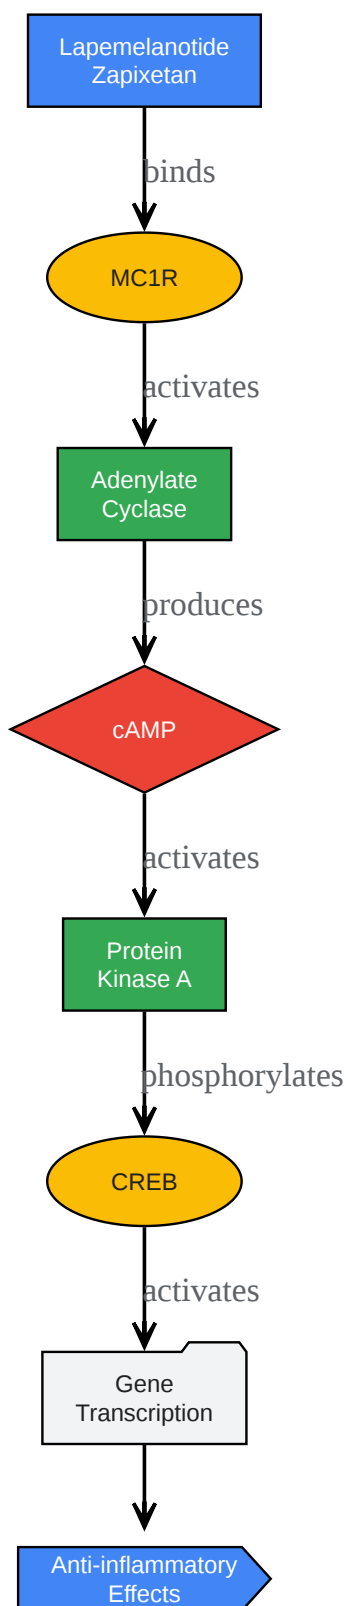 Lapemelanotide
Zapixetan
binds
MC1R
activates
Adenylate
Cyclase
produces
cAMP
activates
Protein
Kinase A
phosphorylates
CREB
activates
Gene
Transcription
Anti-inflammatory
Effects